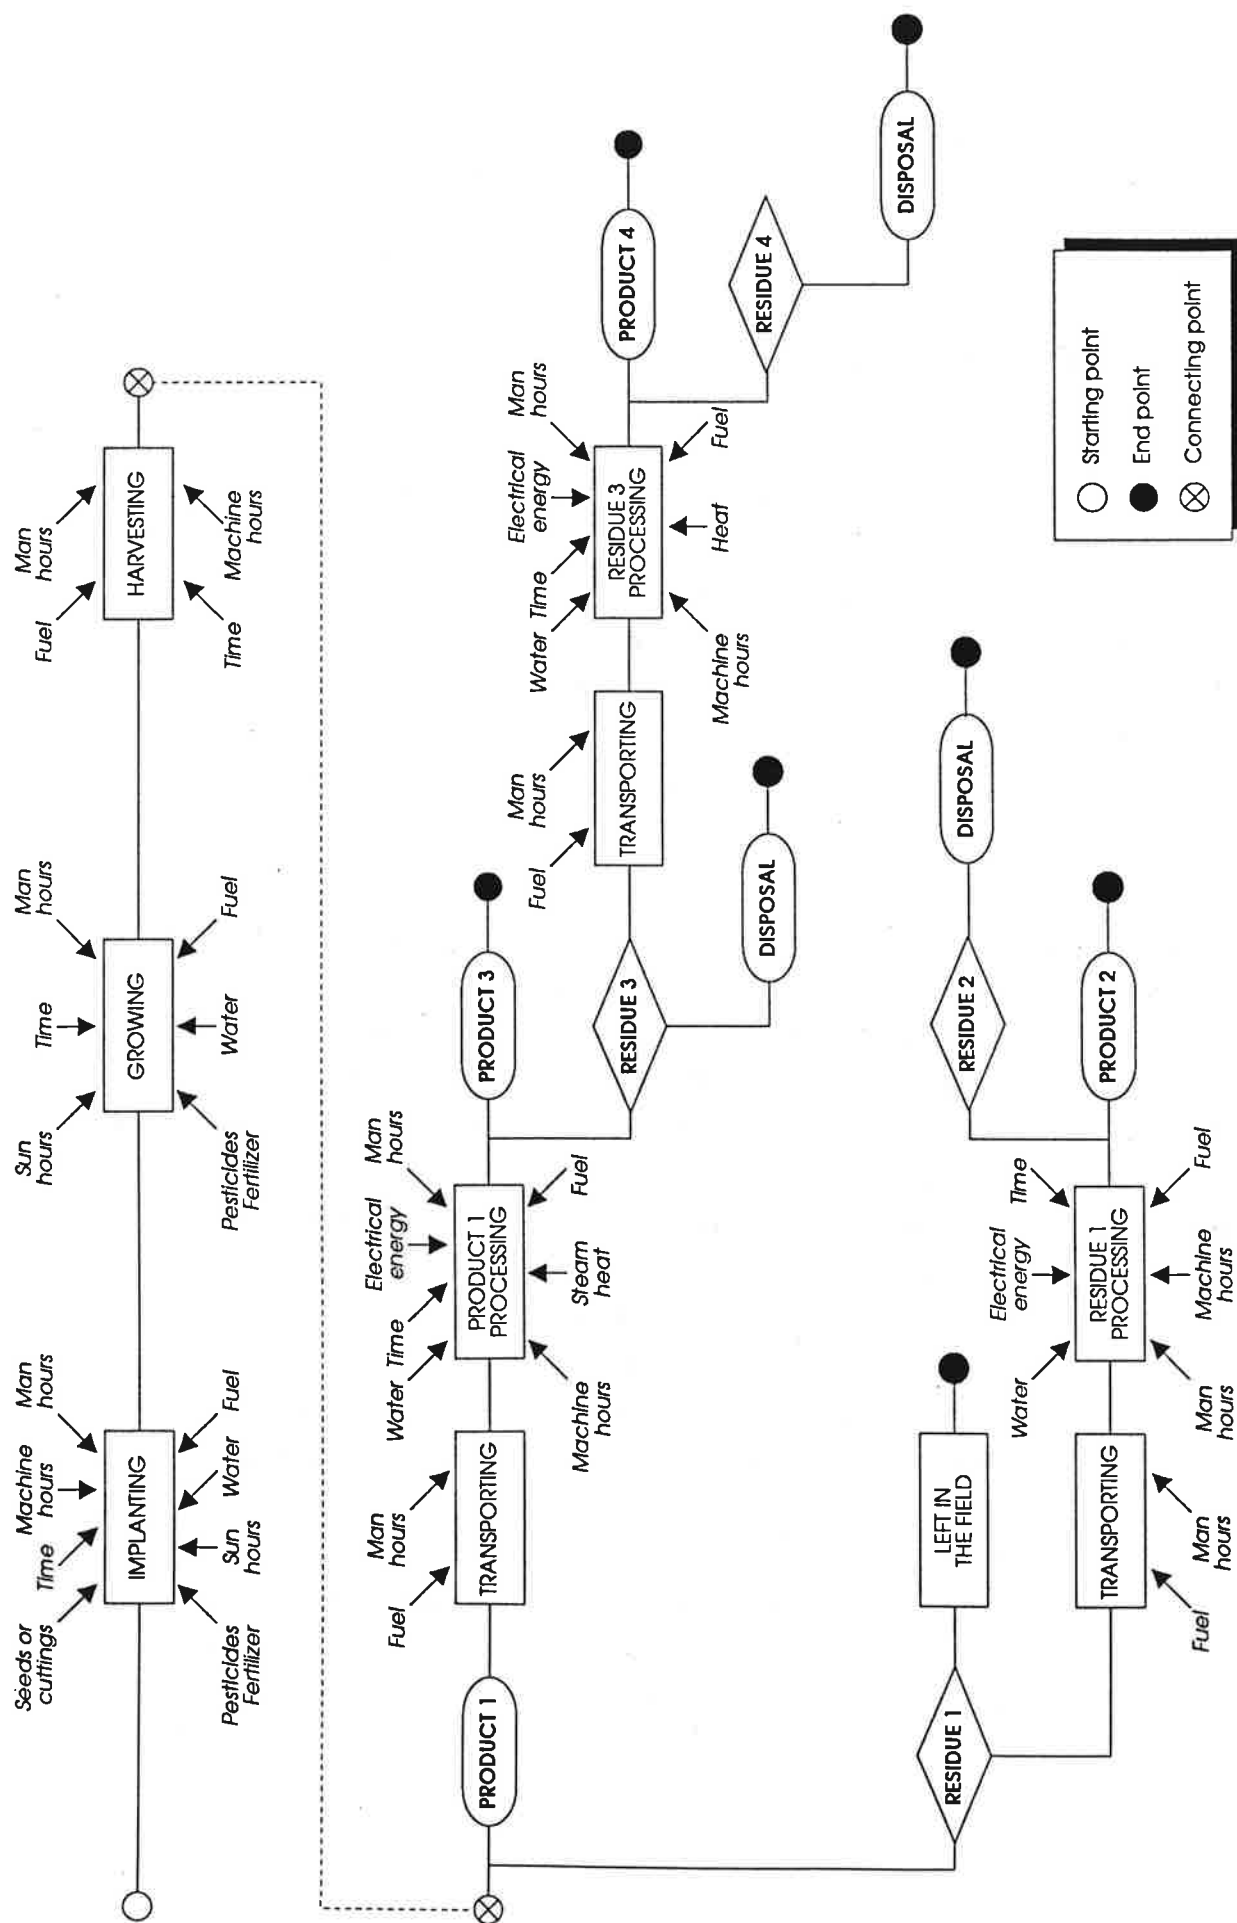 Seeds or
cuttings
Time
Machine
hours
Man
hours
IMPLANTING
Pesticides
Fertilizer
Sun
hours
Water
Fuel
Sun
hours
Time
Man
hours
GROWING
Pesticides
Fertilizer
Water
Fuel
Fuel
Man
hours
HARVESTING
Time
Machine
hours
PRODUCT 1
Fuel
Man
hours
TRANSPORTING
Water
Time
Electrical
energy
Man
hours
PRODUCT 1
PROCESSING
Machine
hours
Steam
heat
Fuel
PRODUCT 3
RESIDUE 3
DISPOSAL
Fuel
Man
hours
TRANSPORTING
Water
Time
Electrical
energy
Man
hours
RESIDUE 3
PROCESSING
Machine
hours
Heat
Fuel
PRODUCT 4
RESIDUE 4
DISPOSAL
RESIDUE 1
LEFT IN
THE FIELD
TRANSPORTING
Fuel
Man
hours
Water
Electrical
energy
Time
RESIDUE 1
PROCESSING
Man
hours
Machine
hours
Fuel
RESIDUE 2
DISPOSAL
PRODUCT 2
Starting point
End point
Connecting point